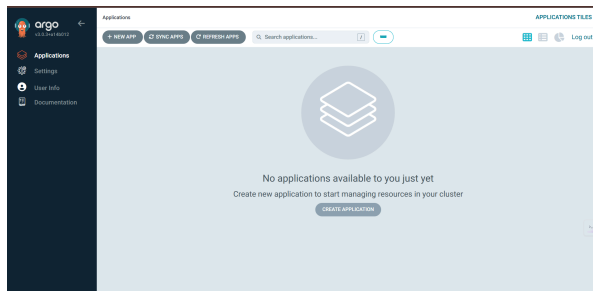 argo
Applications
APPLICATIONS TILES
+ NEW APP
SYNC APPS
REFRESH APPS
Search applications...
/
Log out
Applications
Settings
User Info
Documentation
No applications available to you just yet
Create new application to start managing resources in your cluster
CREATE APPLICATION